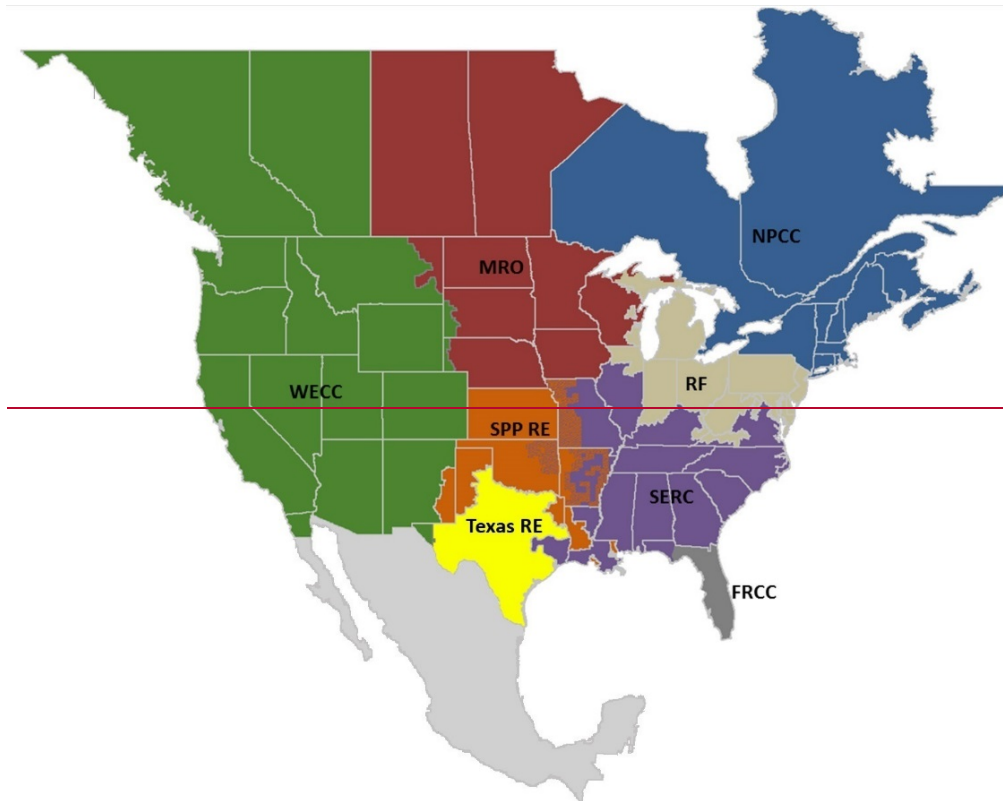 NPCC
MRO
RF
WECC
SPP RE
SERC
Texas RE
FRCC